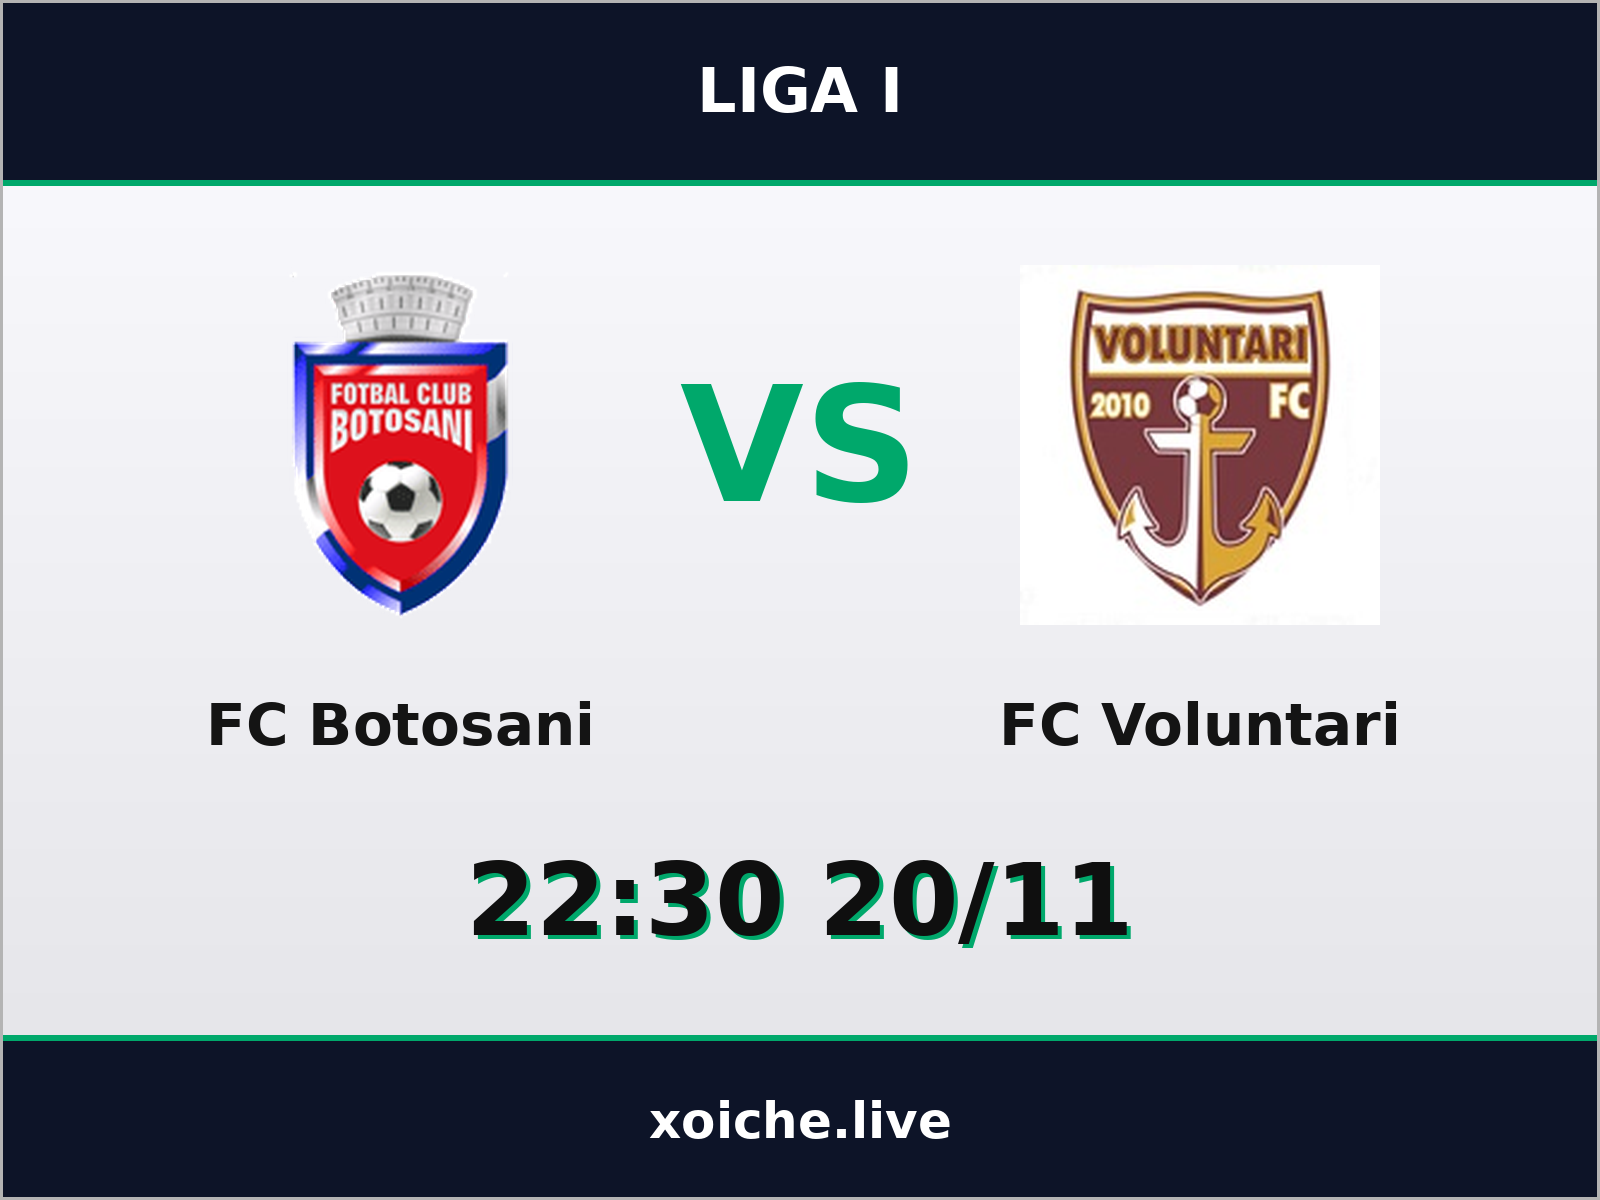 LIGA I
FOTBAL CLUB
BOTOSANI
VS
VOLUNTARI
2010 FC
FC Botosani
FC Voluntari
22:30 20/11
xoiche.live